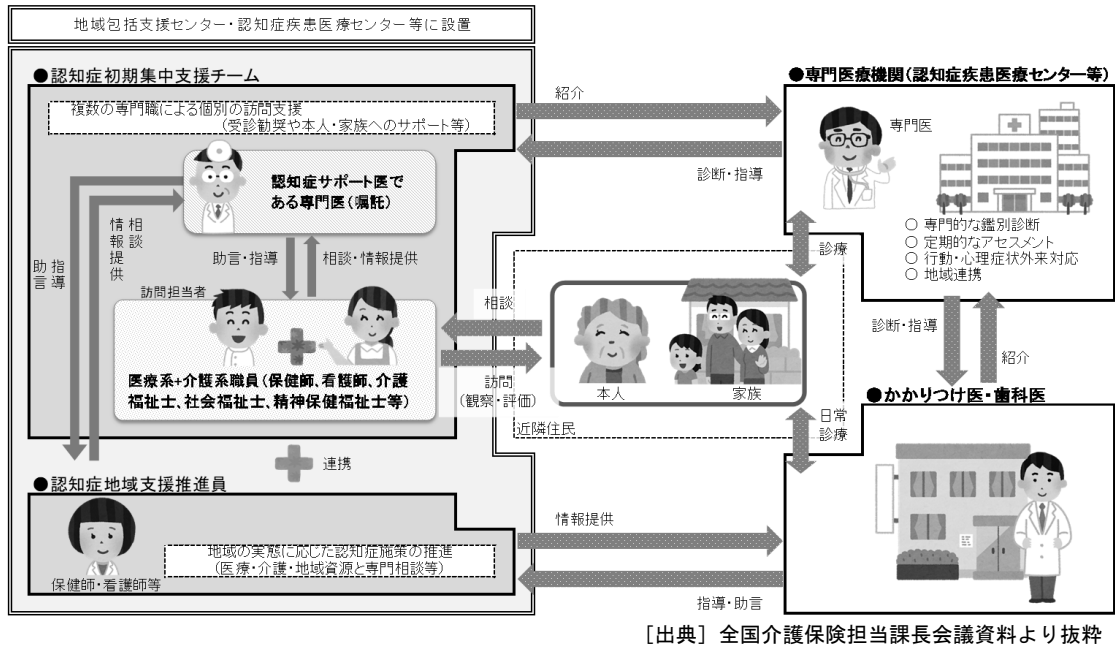 地域包括支援センター・認知症疾患医療センター等に設置
●認知症初期集中支援チーム
複数の専門職による個別の訪問支援
(受診勧奨や本人・家族へのサポート等)
認知症サポート医で
ある専門医(嘱託)
助言・指導
相談・情報提供
相談
情報提供
指導
助言
訪問担当者
医療系+介護系職員(保健師、看護師、介護
福祉士、社会福祉士、精神保健福祉士等)
連携
●認知症地域支援推進員
保健師・看護師等
地域の実態に応じた認知症施策の推進
(医療・介護・地域資源と専門相談等)
紹介
診断・指導
相談
訪問
(観察・評価)
本人
家族
近隣住民
診療
日常
診療
情報提供
指導・助言
●専門医療機関(認知症疾患医療センター等)
専門医
○ 専門的な鑑別診断
○ 定期的なアセスメント
○ 行動・心理症状外来対応
○ 地域連携
診断・指導
紹介
●かかりつけ医・歯科医
[出典] 全国介護保険担当課長会議資料より抜粋